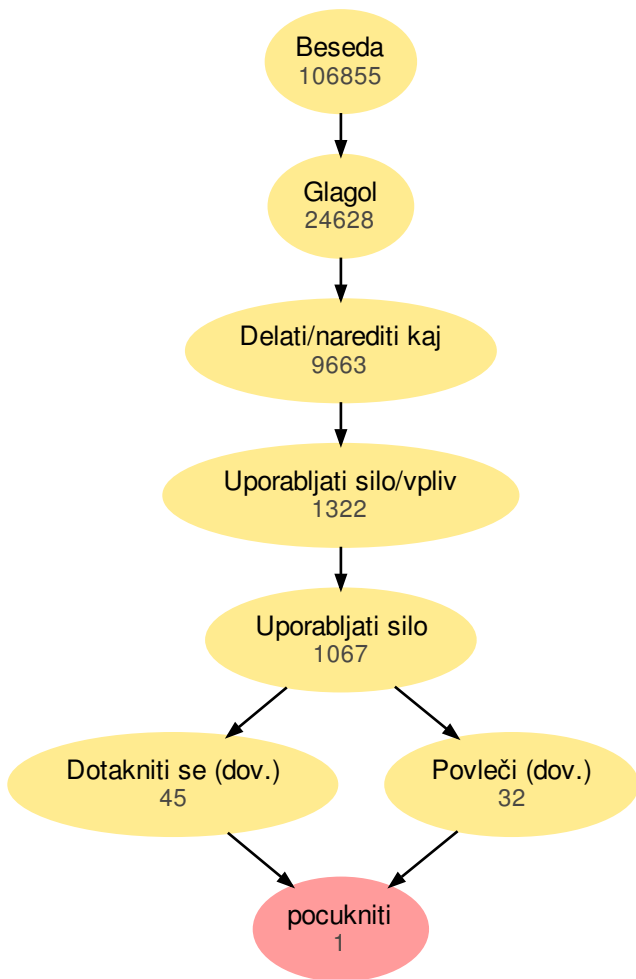 Beseda
106855
Glagol
24628
Delati/narediti kaj
9663
Uporabljati silo/vpliv
1322
Uporabljati silo
1067
Dotakniti se (dov.)
45
Povleči (dov.)
32
pocukniti
1